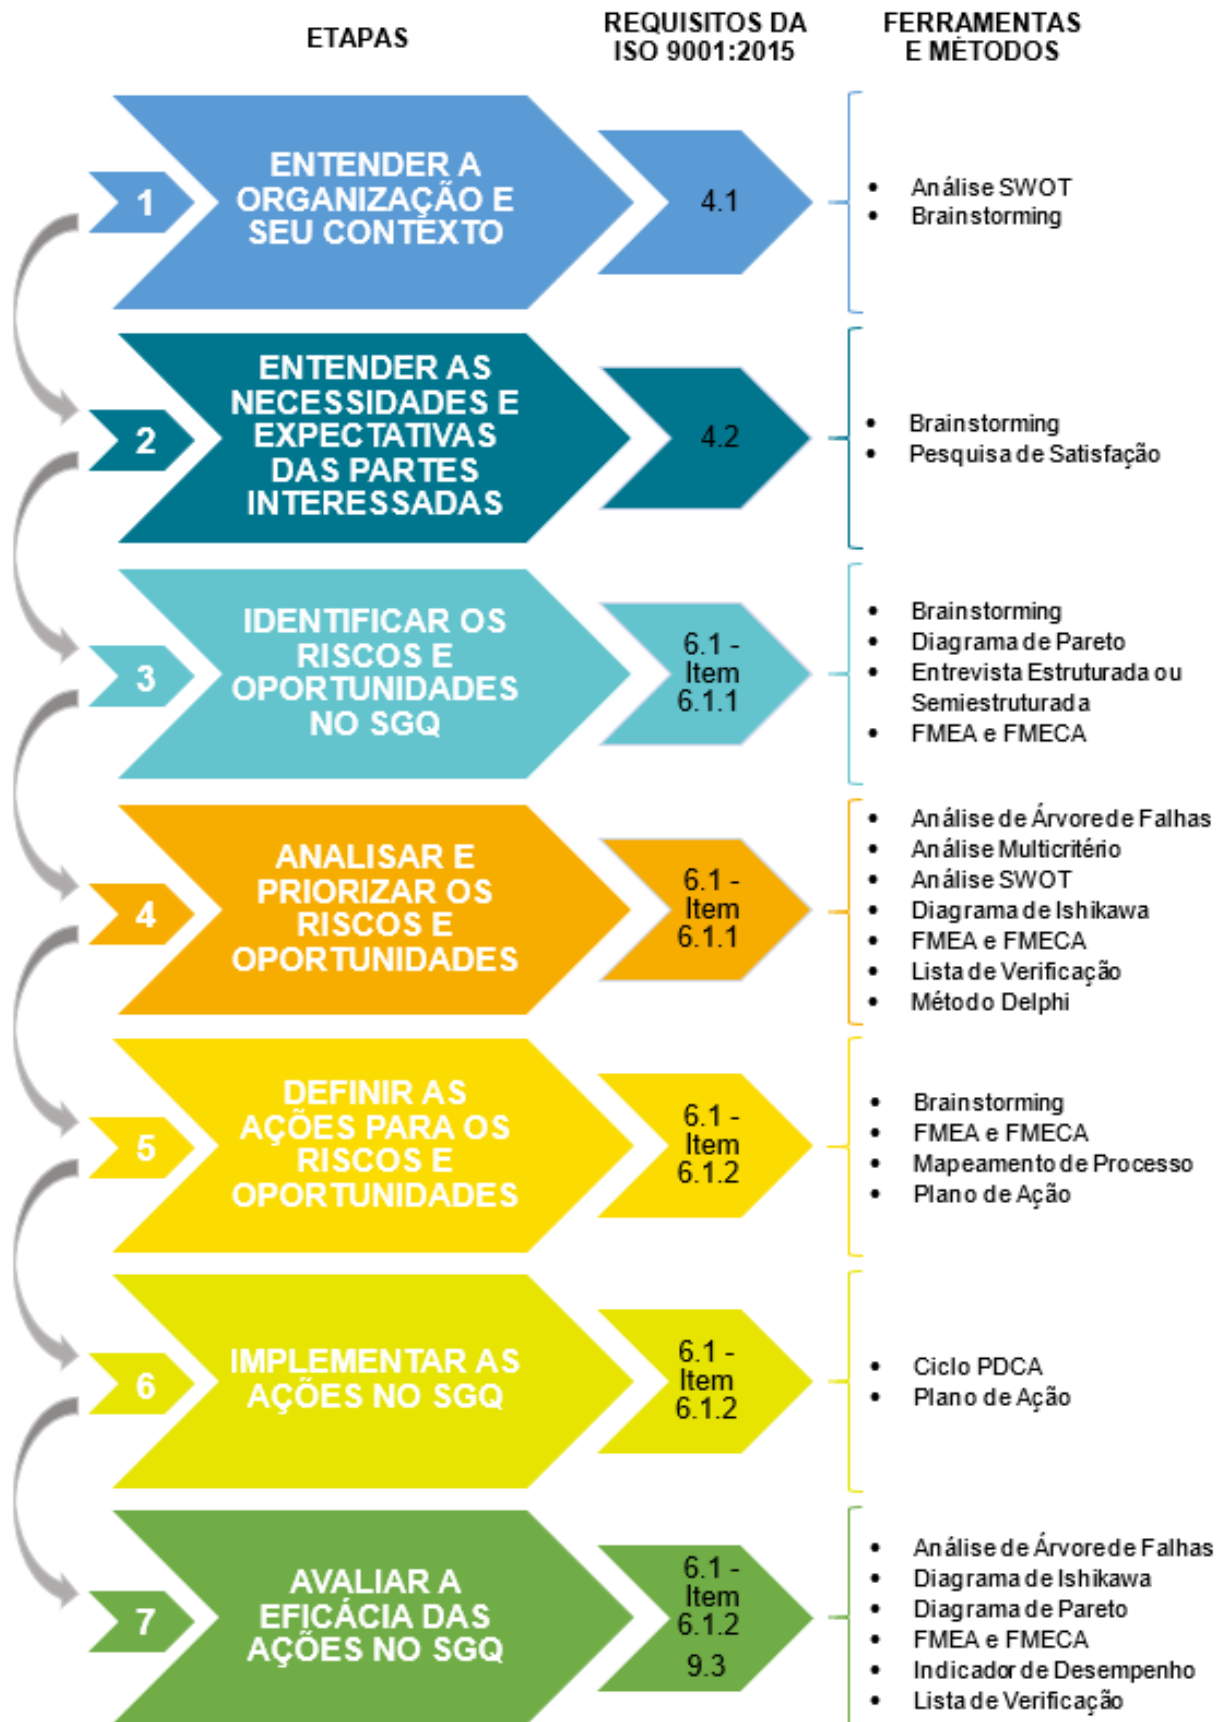 ETAPAS
REQUISITOS DA
ISO 9001:2015
FERRAMENTAS
E MÉTODOS
1
ENTENDER A
ORGANIZAÇÃO E
SEU CONTEXTO
4.1
• Análise SWOT
• Brainstorming
2
ENTENDER AS
NECESSIDADES E
EXPECTATIVAS
DAS PARTES
INTERESSADAS
4.2
• Brainstorming
• Pesquisa de Satisfação
3
IDENTIFICAR OS
RISCOS E
OPORTUNIDADES
NO SGQ
6.1 -
Item
6.1.1
• Brainstorming
• Diagrama de Pareto
• Entrevista Estruturada ou
Semiestruturada
• FMEA e FMECA
4
ANALISAR E
PRIORIZAR OS
RISCOS E
OPORTUNIDADES
6.1 -
Item
6.1.1
• Análise de Árvore de Falhas
• Análise Multicritério
• Análise SWOT
• Diagrama de Ishikawa
• FMEA e FMECA
• Lista de Verificação
• Método Delphi
5
DEFINIR AS
AÇÕES PARA OS
RISCOS E
OPORTUNIDADES
6.1 -
Item
6.1.2
• Brainstorming
• FMEA e FMECA
• Mapeamento de Processo
• Plano de Ação
6
IMPLEMENTAR AS
AÇÕES NO SGQ
6.1 -
Item
6.1.2
• Ciclo PDCA
• Plano de Ação
7
AVALIAR A
EFICÁCIA DAS
AÇÕES NO SGQ
6.1 -
Item
6.1.2
9.3
• Análise de Árvore de Falhas
• Diagrama de Ishikawa
• Diagrama de Pareto
• FMEA e FMECA
• Indicador de Desempenho
• Lista de Verificação